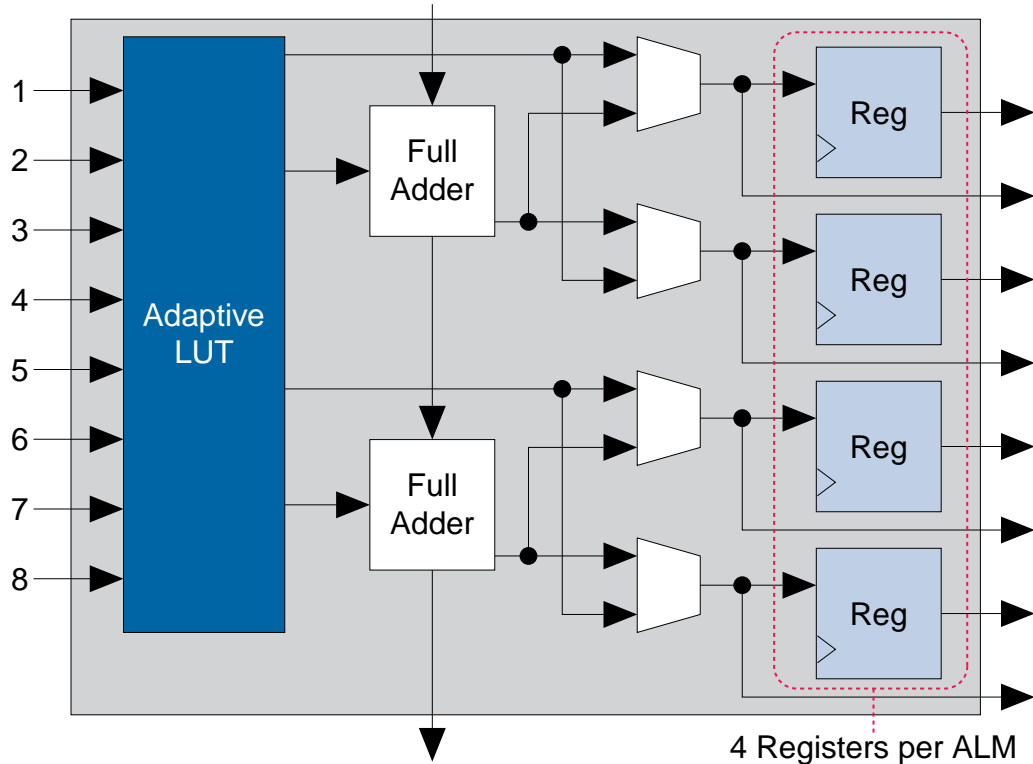 1
2
3
4
5
6
7
8
Adaptive
LUT
Full
Adder
Full
Adder
Reg
Reg
Reg
Reg
4 Registers per ALM